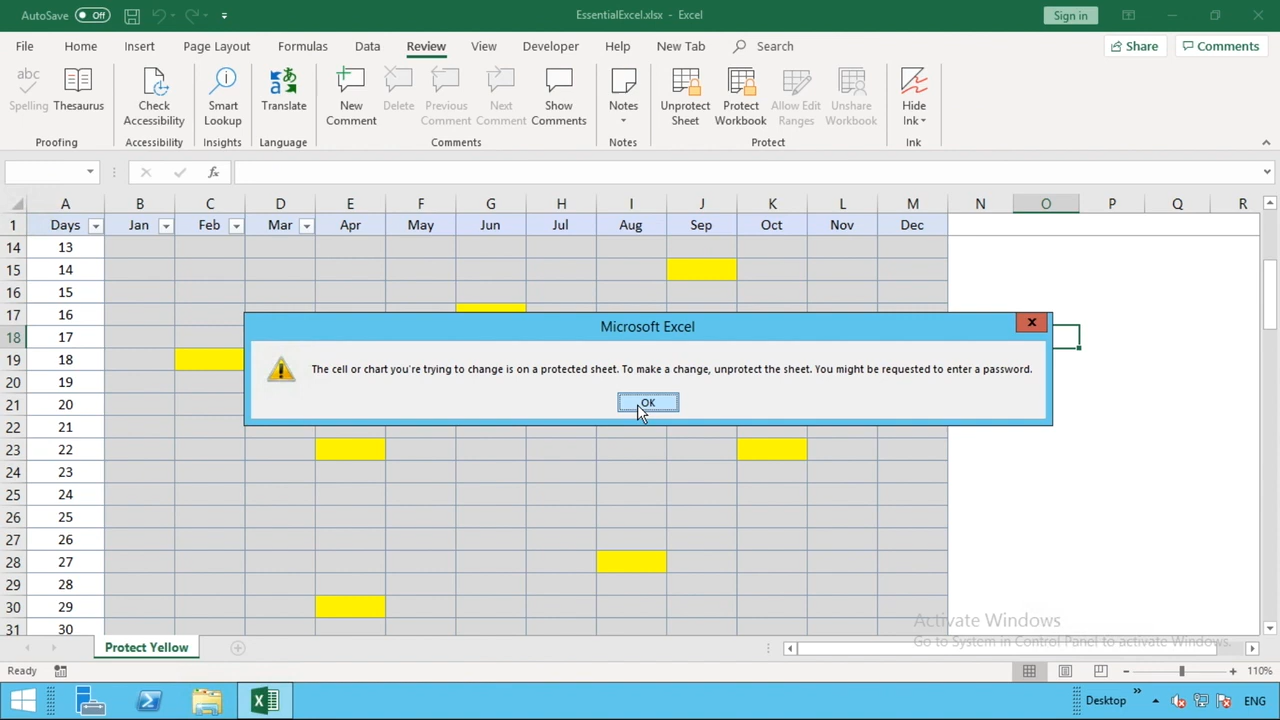 AutoSave Off EssentialExcel.xlsx - Excel Sign in
File Home Insert Page Layout Formulas Data Review View Developer Help New Tab Search Share Comments
abc
Spelling Thesaurus Check Accessibility Smart Lookup Translate New Comment Delete Previous Comment Next Comment Show Comments Notes Unprotect Sheet Protect Workbook Allow Edit Ranges Unshare Workbook Hide Ink
Proofing Accessibility Insights Language Comments Notes Protect Ink
fx
A B C D E F G H I J K L M N O P Q R
1 Days Jan Feb Mar Apr May Jun Jul Aug Sep Oct Nov Dec
14 13
15 14
16 15
17 16
18 17
19 18
20 19
21 20
22 21
23 22
24 23
25 24
26 25
27 26
28 27
29 28
30 29
31 30
Microsoft Excel
The cell or chart you're trying to change is on a protected sheet. To make a change, unprotect the sheet. You might be requested to enter a password.
OK
Activate Windows
Go to System in Control Panel to activate Windows.
Protect Yellow
Ready 110%
Desktop ENG